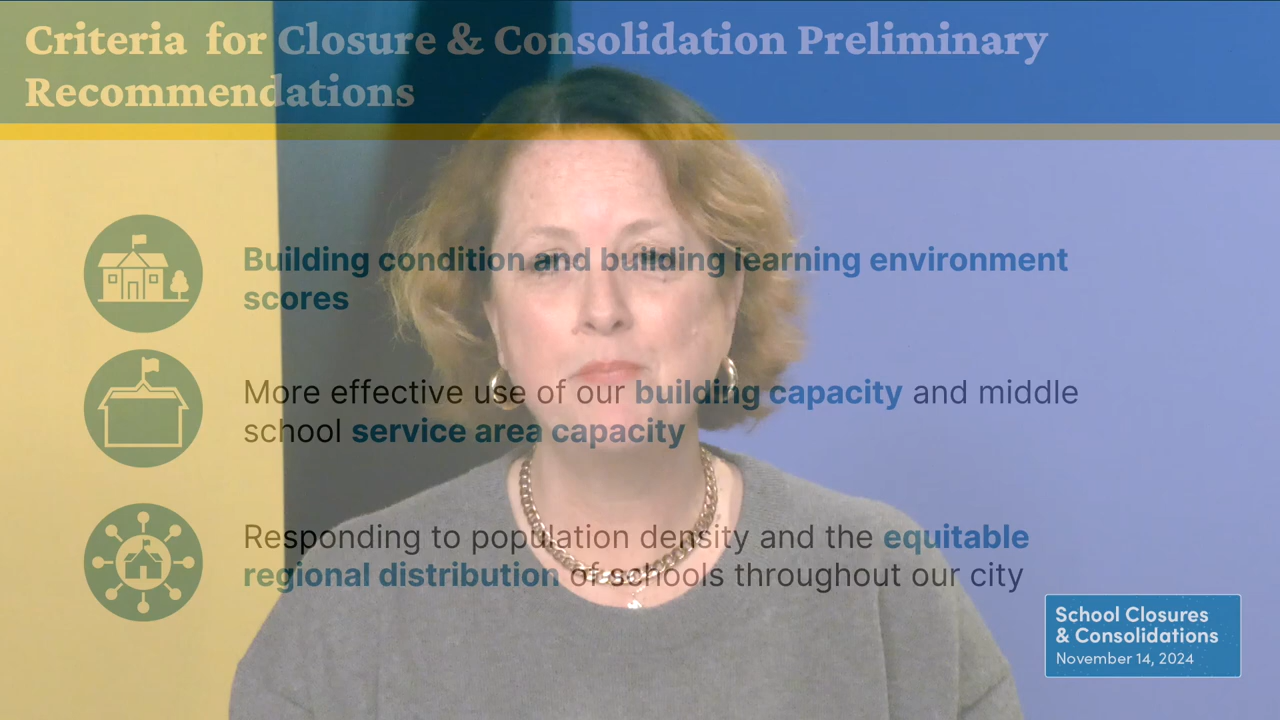 Criteria for Closure & Consolidation Preliminary
Recommendations
Building condition and building learning environment
scores
More effective use of our building capacity and middle
school service area capacity
Responding to population density and the equitable
regional distribution of schools throughout our city
School Closures
& Consolidations
November 14, 2024